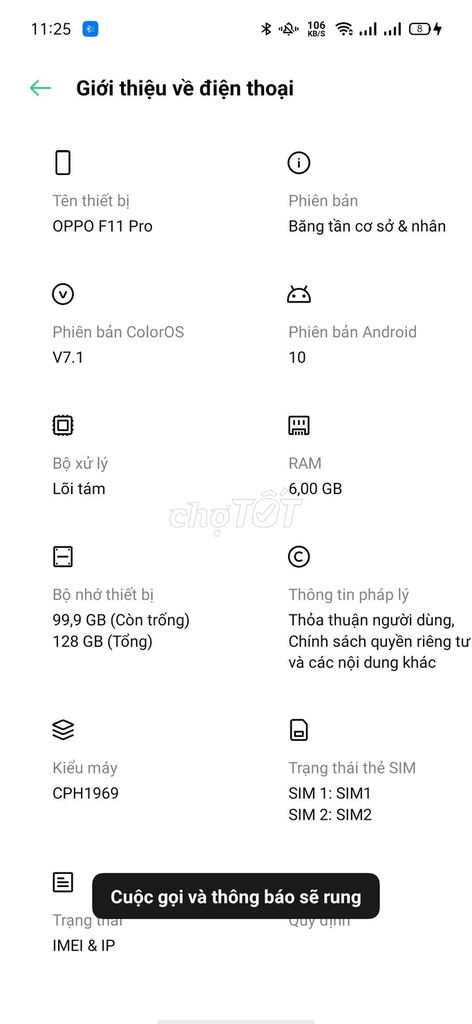 11:25
106
KB/S
8
Giới thiệu về điện thoại
Tên thiết bị
OPPO F11 Pro
Phiên bản
Băng tần cơ sở & nhân
Phiên bản ColorOS
V7.1
Phiên bản Android
10
Bộ xử lý
Lõi tám
RAM
6,00 GB
chợTỐT
Bộ nhớ thiết bị
99,9 GB (Còn trống)
128 GB (Tổng)
Thông tin pháp lý
Thỏa thuận người dùng,
Chính sách quyền riêng tư
và các nội dung khác
Kiểu máy
CPH1969
Trạng thái thẻ SIM
SIM 1: SIM1
SIM 2: SIM2
Cuộc gọi và thông báo sẽ rung
Trạng thái
IMEI & IP
Quy định